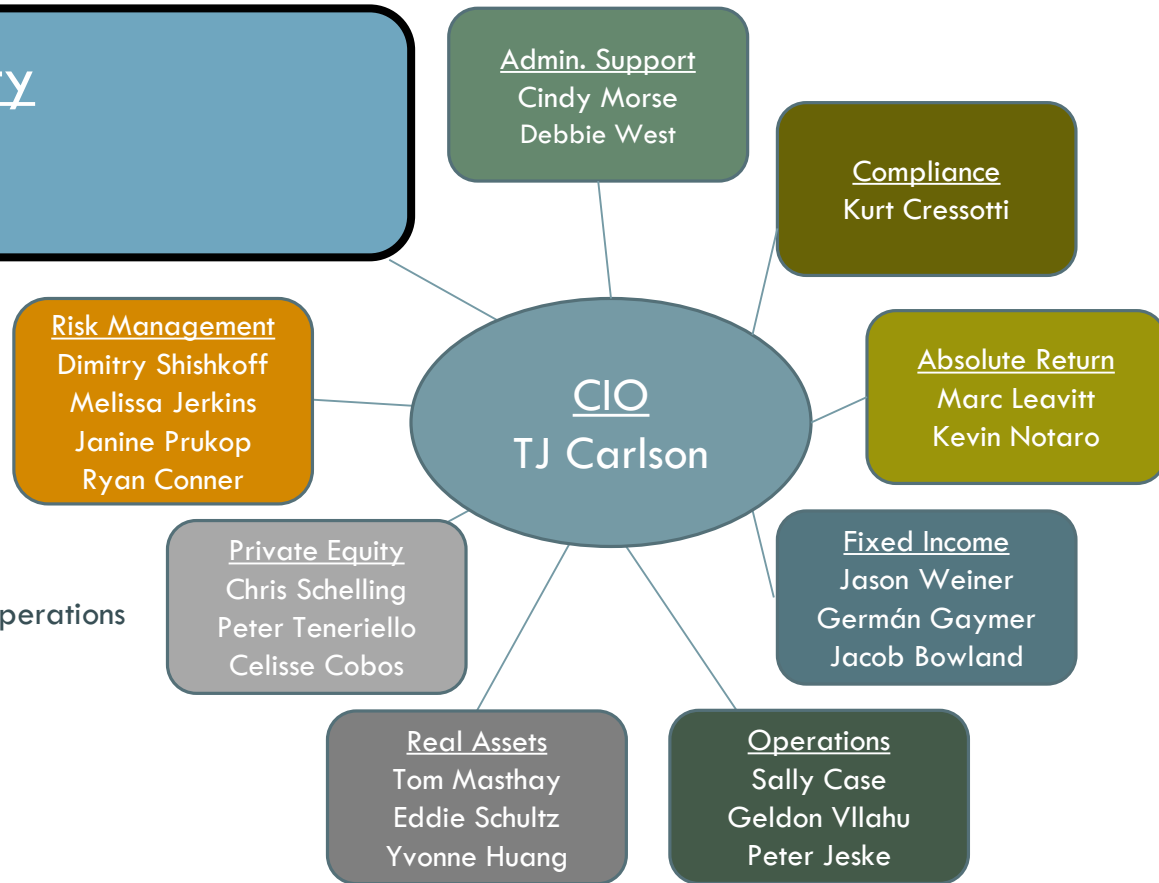 Admin. Support
Cindy Morse
Debbie West
Compliance
Kurt Cressotti
Risk Management
Dimitry Shishkoff
Melissa Jerkins
Janine Prukop
Ryan Conner
CIO
TJ Carlson
Absolute Return
Marc Leavitt
Kevin Notaro
Private Equity
Chris Schelling
Peter Teneriello
Celisse Cobos
Fixed Income
Jason Weiner
Germán Gaymer
Jacob Bowland
Real Assets
Tom Masthay
Eddie Schultz
Yvonne Huang
Operations
Sally Case
Geldon Vllahu
Peter Jeske